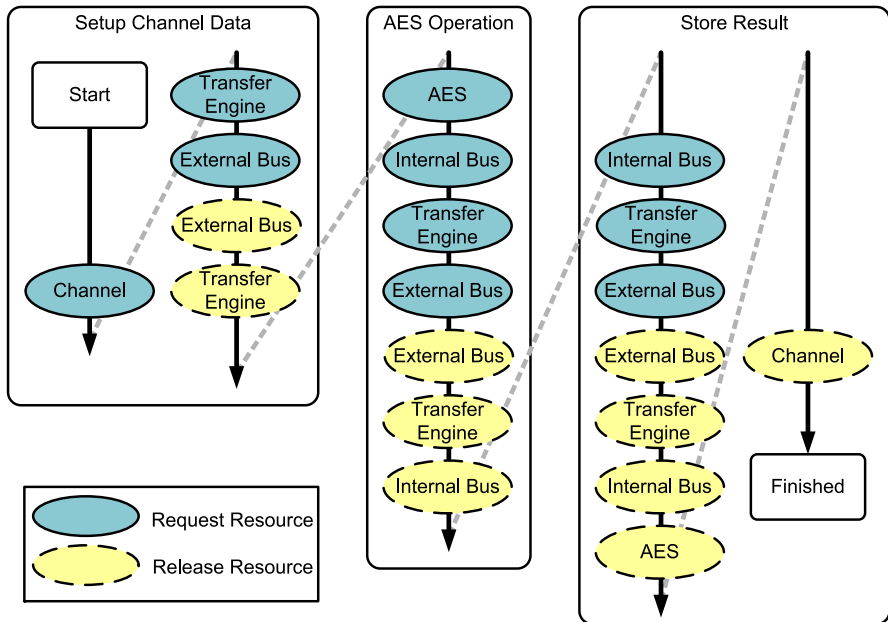 Setup Channel Data
Start
Channel
Transfer
Engine
External Bus
External Bus
Transfer
Engine
AES Operation
AES
Internal Bus
Transfer
Engine
External Bus
External Bus
Transfer
Engine
Internal Bus
Store Result
Internal Bus
Transfer
Engine
External Bus
External Bus
Transfer
Engine
Internal Bus
AES
Channel
Finished
Request Resource
Release Resource